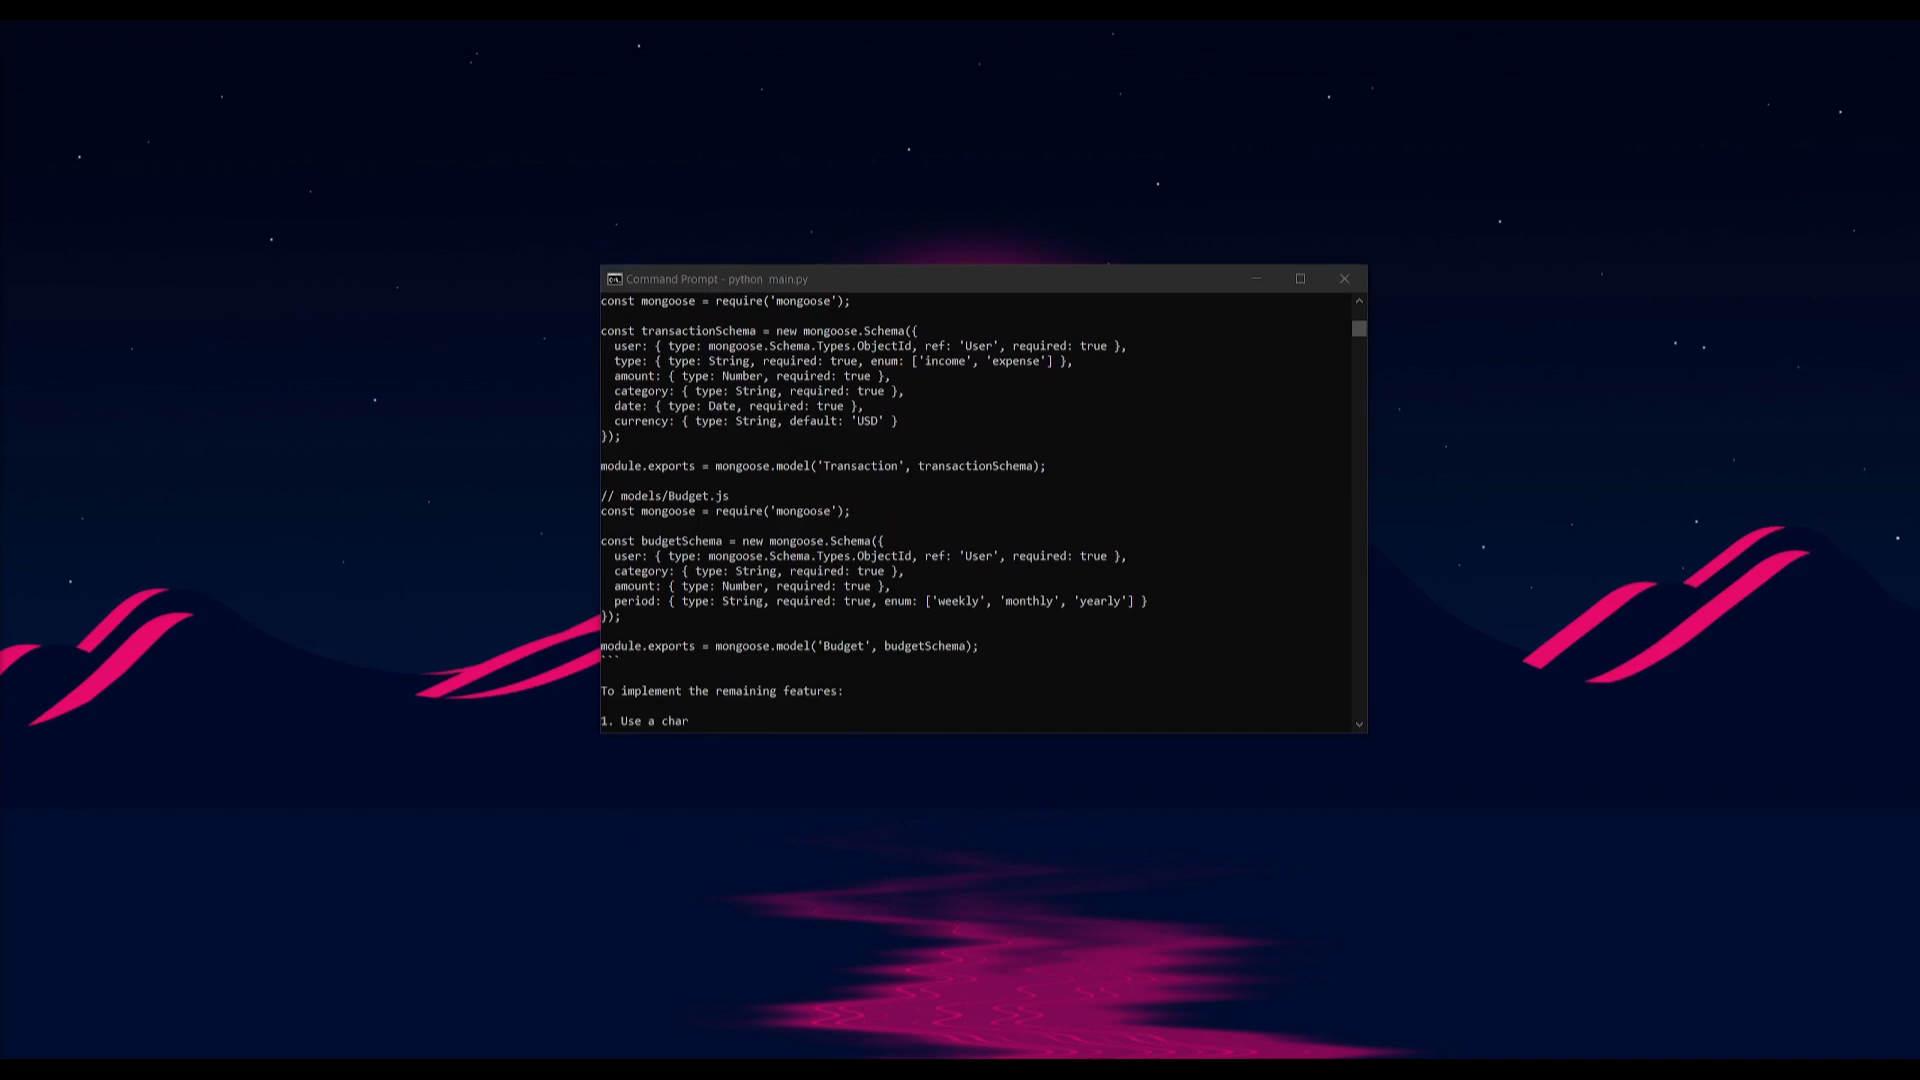 Command Prompt - python  main.py
const mongoose = require('mongoose');
const transactionSchema = new mongoose.Schema({
  user: { type: mongoose.Schema.Types.ObjectId, ref: 'User', required: true },
  type: { type: String, required: true, enum: ['income', 'expense'] },
  amount: { type: Number, required: true },
  category: { type: String, required: true },
  date: { type: Date, required: true },
  currency: { type: String, default: 'USD' }
});
module.exports = mongoose.model('Transaction', transactionSchema);
// models/Budget.js
const mongoose = require('mongoose');
const budgetSchema = new mongoose.Schema({
  user: { type: mongoose.Schema.Types.ObjectId, ref: 'User', required: true },
  category: { type: String, required: true },
  amount: { type: Number, required: true },
  period: { type: String, required: true, enum: ['weekly', 'monthly', 'yearly'] }
});
module.exports = mongoose.model('Budget', budgetSchema);
```
To implement the remaining features:
1. Use a char